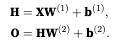 𝐇 = 𝐗𝐖⁽¹⁾ + 𝐛⁽¹⁾,
𝐎 = 𝐇𝐖⁽²⁾ + 𝐛⁽²⁾.